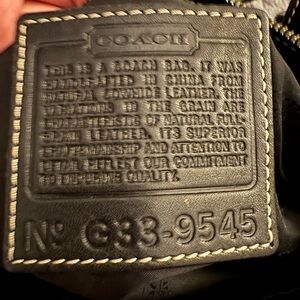 COACH
THIS IS A COACH BAG. IT WAS
HANDCRAFTED IN CHINA FROM
COWHIDE LEATHER. THE
VARIATIONS IN THE GRAIN ARE
CHARACTERISTIC OF NATURAL FULL-
GRAIN LEATHER. ITS SUPERIOR
CRAFTSMANSHIP AND ATTENTION TO
DETAIL REFLECT OUR COMMITMENT
TO QUALITY.
Nº G33-9545